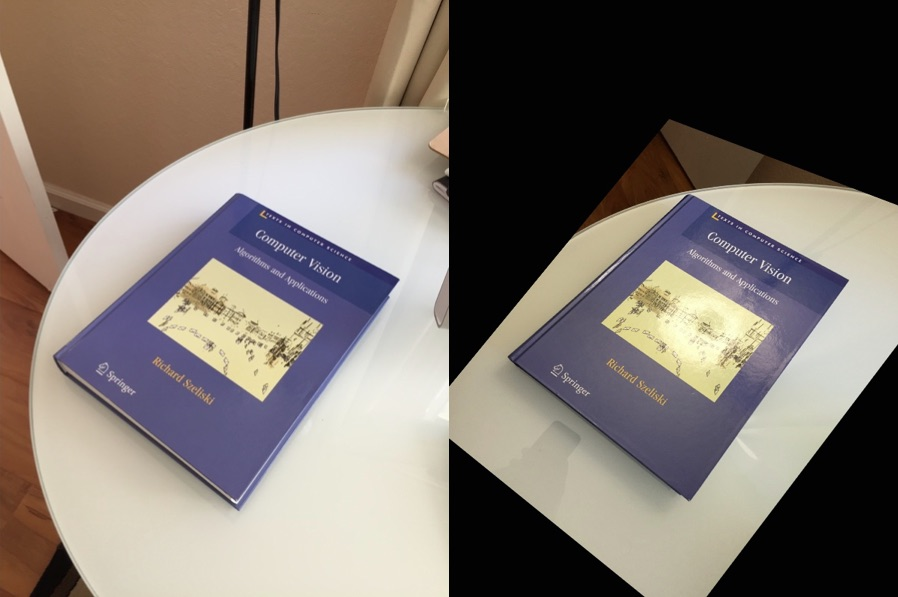 TEXTS IN COMPUTER SCIENCE
Computer Vision
Algorithms and Applications
Richard Szeliski
Springer
TEXTS IN COMPUTER SCIENCE
Computer Vision
Algorithms and Applications
Richard Szeliski
Springer